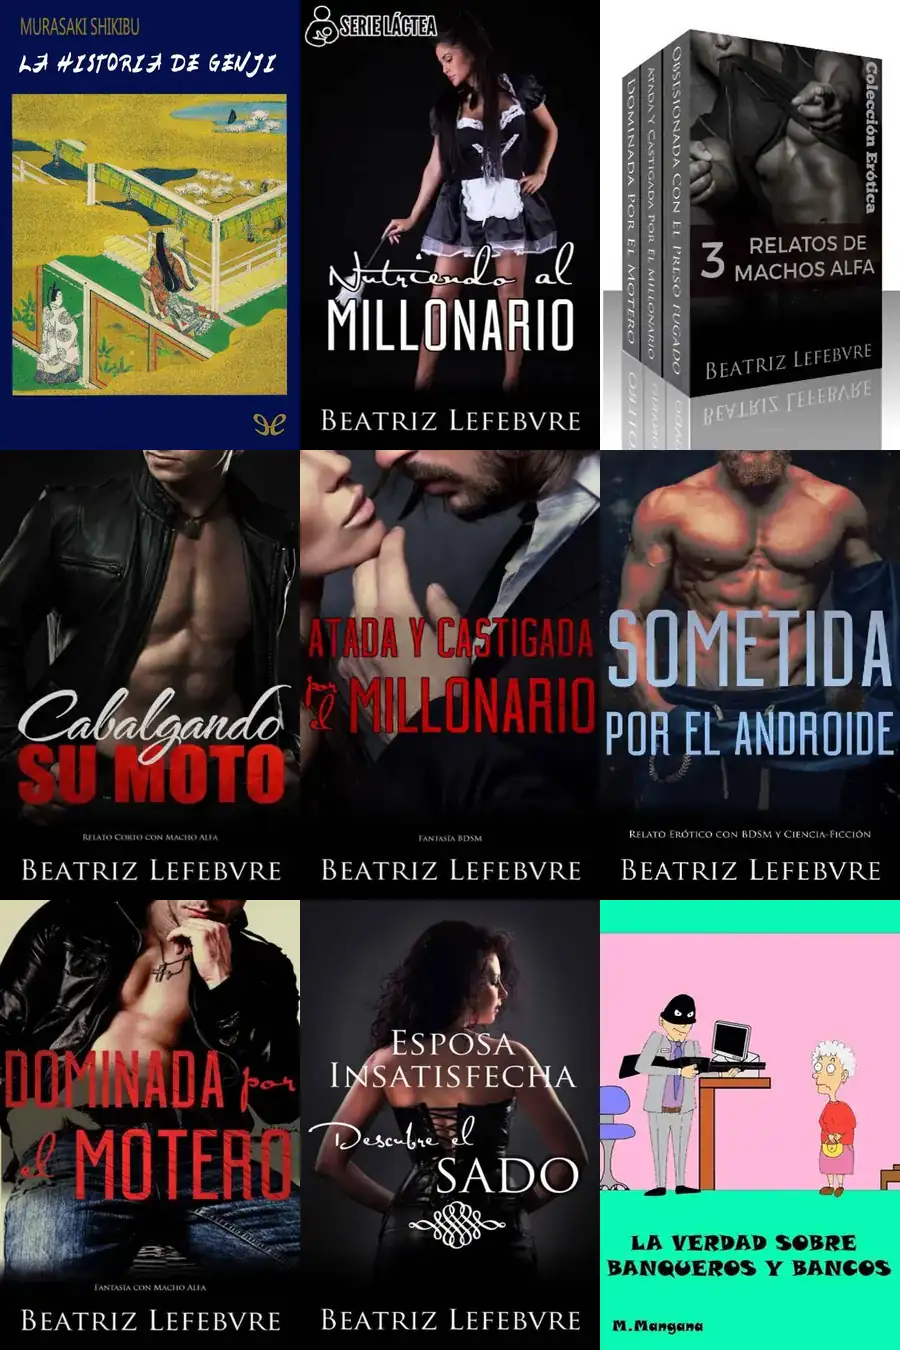 MURASAKI SHIKIBU
LA HISTORIA DE GENJI
SERIE LÁCTEA
Nutriendo al
MILLONARIO
BEATRIZ LEFEBVRE
DOMINADA POR EL MOTERO
ATADA Y CASTIGADA POR EL MILLONARIO
OBSESIONADA CON EL PRESO FUGADO
Colección Erótica
3 RELATOS DE
MACHOS ALFA
BEATRIZ LEFEBVRE
Cabalgando
SU MOTO
RELATO CORTO CON MACHO ALFA
BEATRIZ LEFEBVRE
ATADA Y CASTIGADA
por el MILLONARIO
FANTASÍA BDSM
BEATRIZ LEFEBVRE
SOMETIDA
POR EL ANDROIDE
RELATO ERÓTICO CON BDSM Y CIENCIA-FICCIÓN
BEATRIZ LEFEBVRE
DOMINADA por
el MOTERO
FANTASÍA CON MACHO ALFA
BEATRIZ LEFEBVRE
ESPOSA
INSATISFECHA
Descubre el
SADO
BEATRIZ LEFEBVRE
LA VERDAD SOBRE
BANQUEROS Y BANCOS
M.Mangana